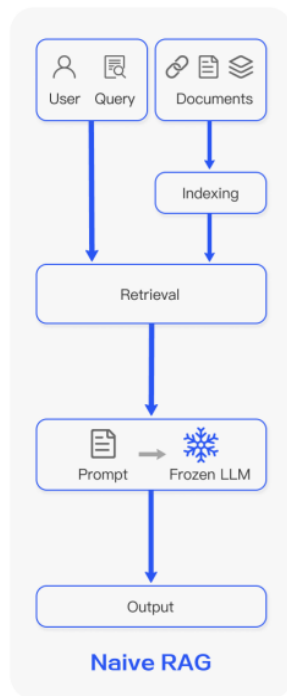 User Query Documents
Indexing
Retrieval
Prompt Frozen LLM
Output
Naive RAG